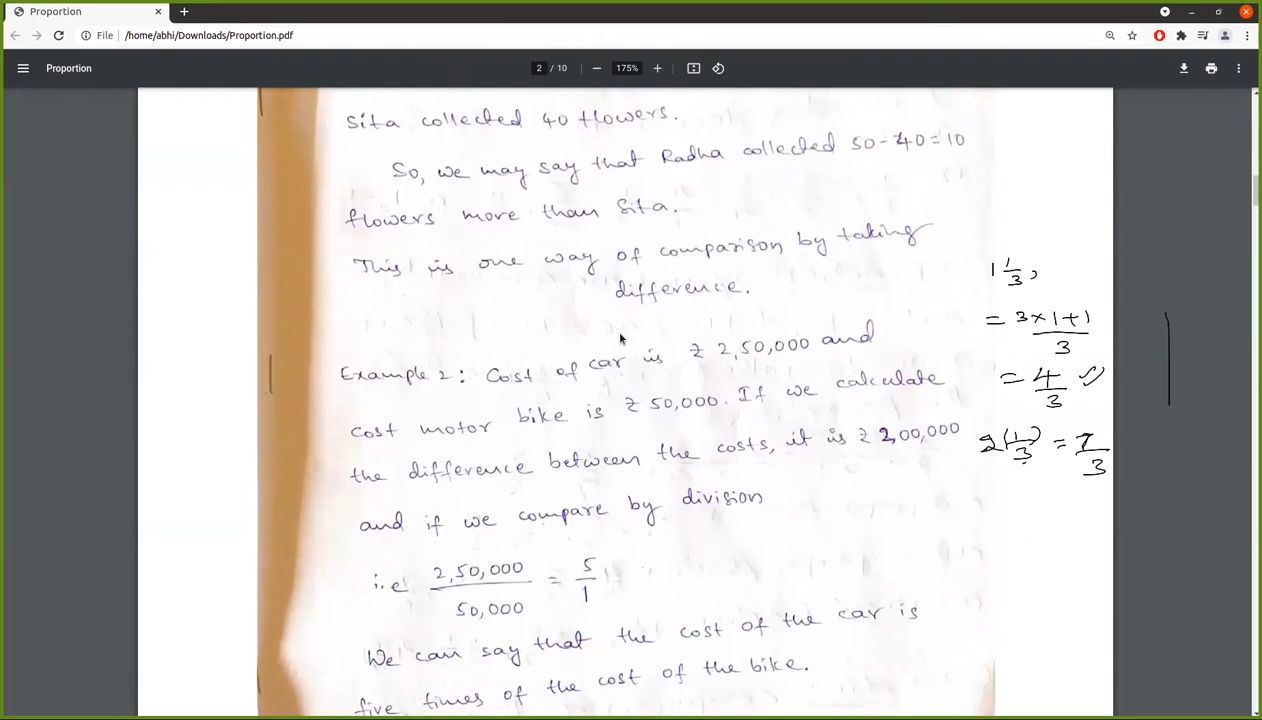 Proportion
File
/home/abhi/Downloads/Proportion.pdf
Proportion
2 / 10
175%
Sita collected 40 flowers.
So, we may say that Radha collected 50-40=10
flowers more than Sita.
This is one way of comparison by taking
difference.
Example 2: Cost of car is ₹ 2,50,000 and
cost motor bike is ₹ 50,000. If we calculate
the difference between the costs, it is ₹ 2,00,000
and if we compare by division
i.e 2,50,000/50,000 = 5/1
We can say that the cost of the car is
five times of the cost of the bike.
1 1/3,
= 3×1+1/3
= 4/3 ✓
2(1/3) = 7/3